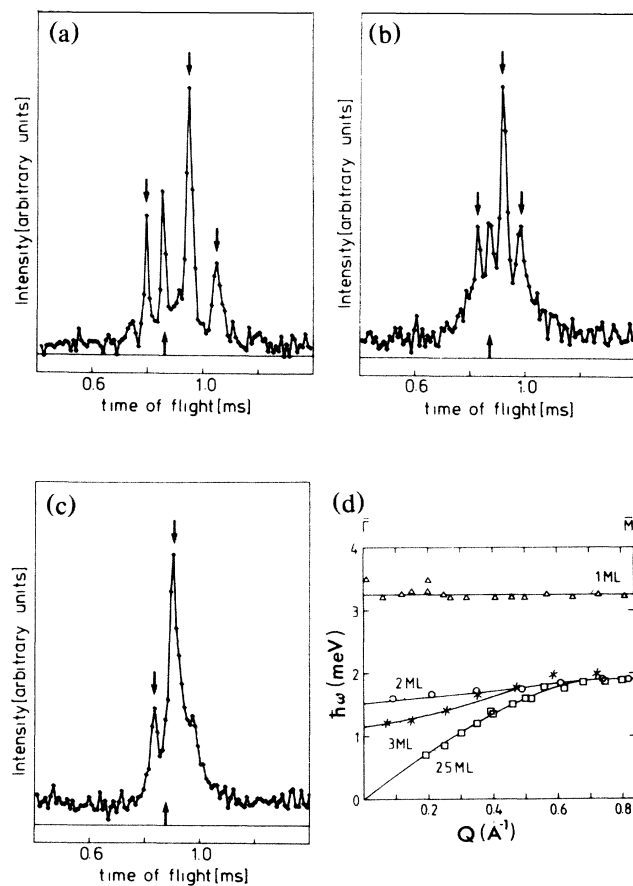 (a)
Intensity[arbitrary units]
0.6
1.0
time of flight[ms]
(b)
Intensity[arbitrary units]
0.6
1.0
time of flight[ms]
(c)
Intensity[arbitrary units]
0.6
1.0
time of flight[ms]
(d)
Γ̄
M̄
4
3
2
1
0
ħω (meV)
1ML
2ML
3ML
25ML
0.2
0.4
0.6
0.8
Q (Å⁻¹)